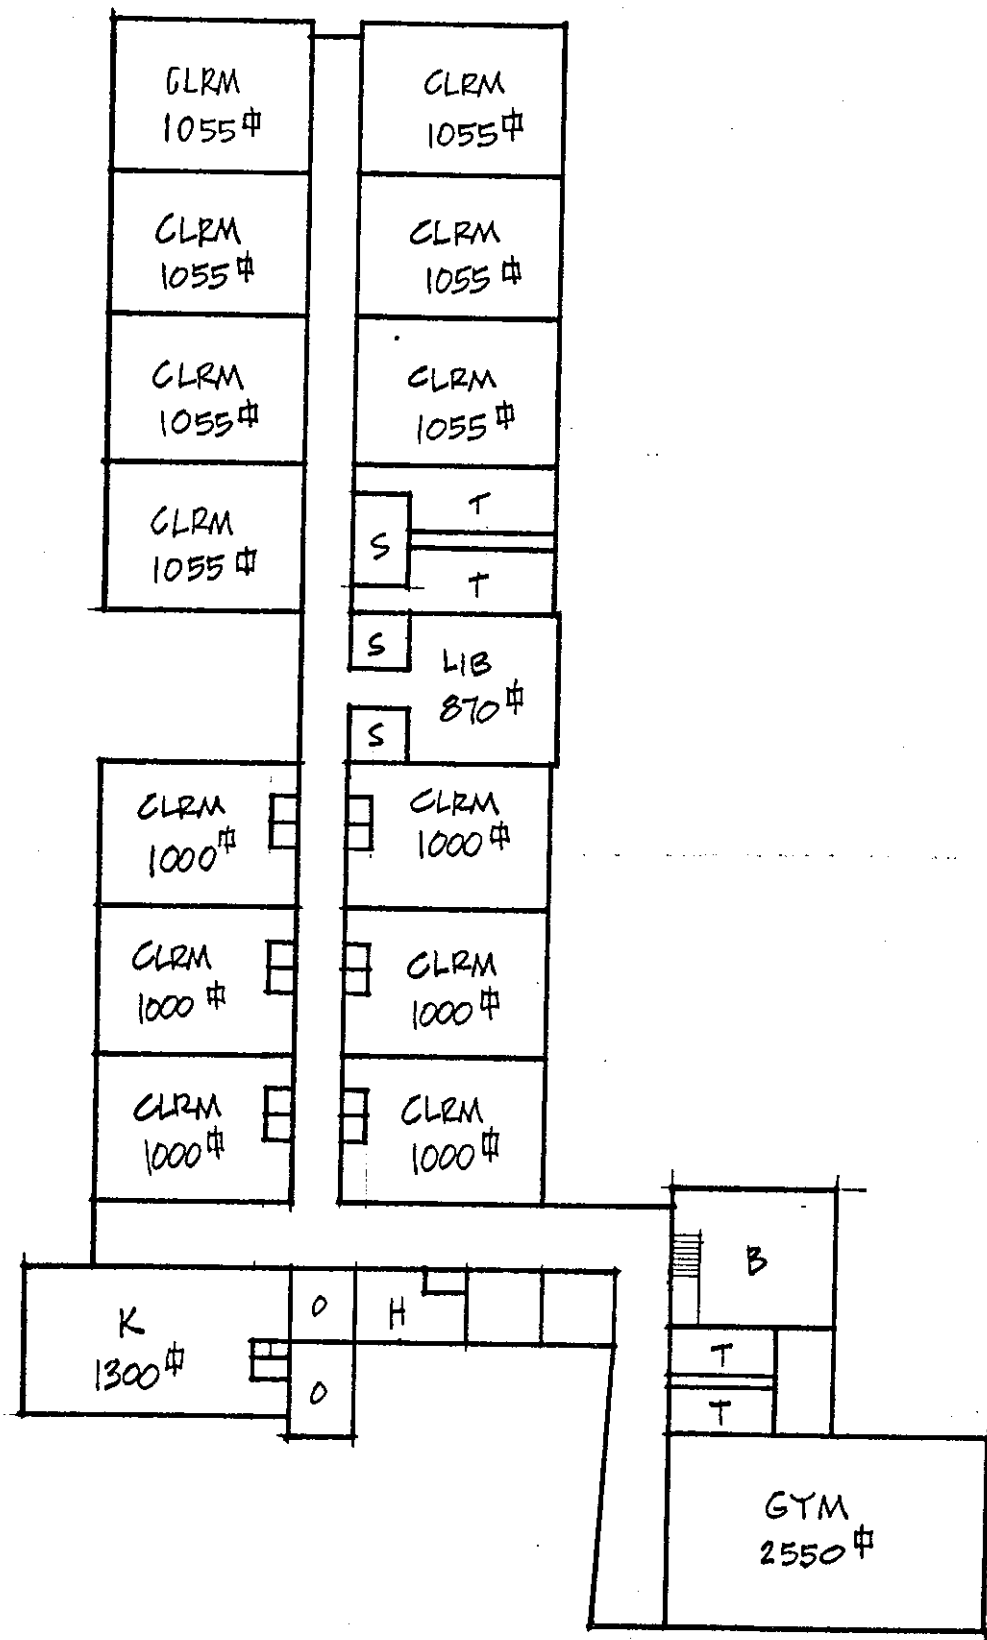 CLRM
1055⌗
CLRM
1055⌗
CLRM
1055⌗
CLRM
1055⌗
CLRM
1055⌗
CLRM
1055⌗
CLRM
1055⌗
T
S
T
S
LIB
870⌗
S
CLRM
1000⌗
CLRM
1000⌗
CLRM
1000⌗
CLRM
1000⌗
CLRM
1000⌗
CLRM
1000⌗
B
K
1300⌗
O
H
O
T
T
GYM
2550⌗